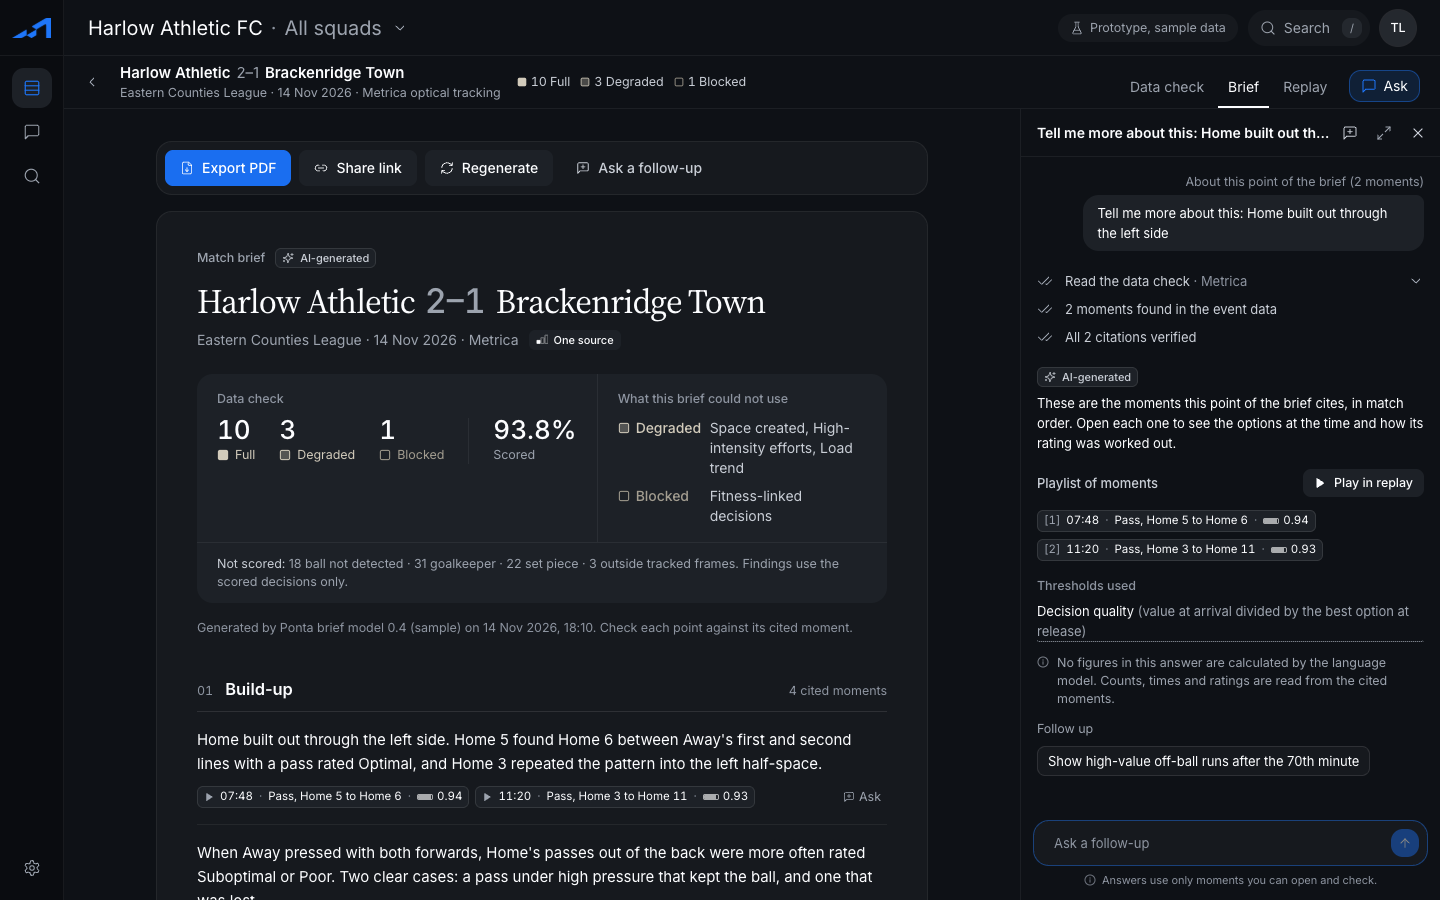 Harlow Athletic FC · All squads
Prototype, sample data
Search /
TL
Harlow Athletic 2–1 Brackenridge Town
Eastern Counties League · 14 Nov 2026 · Metrica optical tracking
10 Full 3 Degraded 1 Blocked
Data check
Brief
Replay
Ask
Export PDF
Share link
Regenerate
Ask a follow-up
Match brief AI-generated
Harlow Athletic 2–1 Brackenridge Town
Eastern Counties League · 14 Nov 2026 · Metrica One source
Data check
10 3 1 93.8%
Full Degraded Blocked Scored
What this brief could not use
Degraded Space created, High-
intensity efforts, Load
trend
Blocked Fitness-linked
decisions
Not scored: 18 ball not detected · 31 goalkeeper · 22 set piece · 3 outside tracked frames. Findings use the
scored decisions only.
Generated by Ponta brief model 0.4 (sample) on 14 Nov 2026, 18:10. Check each point against its cited moment.
01 Build-up 4 cited moments
Home built out through the left side. Home 5 found Home 6 between Away's first and second
lines with a pass rated Optimal, and Home 3 repeated the pattern into the left half-space.
07:48 · Pass, Home 5 to Home 6 · 0.94
11:20 · Pass, Home 3 to Home 11 · 0.93
Ask
When Away pressed with both forwards, Home's passes out of the back were more often rated
Suboptimal or Poor. Two clear cases: a pass under high pressure that kept the ball, and one that
was lost.
Tell me more about this: Home built out th...
About this point of the brief (2 moments)
Tell me more about this: Home built out through
the left side
Read the data check · Metrica
2 moments found in the event data
All 2 citations verified
AI-generated
These are the moments this point of the brief cites, in match
order. Open each one to see the options at the time and how its
rating was worked out.
Playlist of moments
Play in replay
[1] 07:48 · Pass, Home 5 to Home 6 · 0.94
[2] 11:20 · Pass, Home 3 to Home 11 · 0.93
Thresholds used
Decision quality (value at arrival divided by the best option at
release)
No figures in this answer are calculated by the language
model. Counts, times and ratings are read from the cited
moments.
Follow up
Show high-value off-ball runs after the 70th minute
Ask a follow-up
Answers use only moments you can open and check.